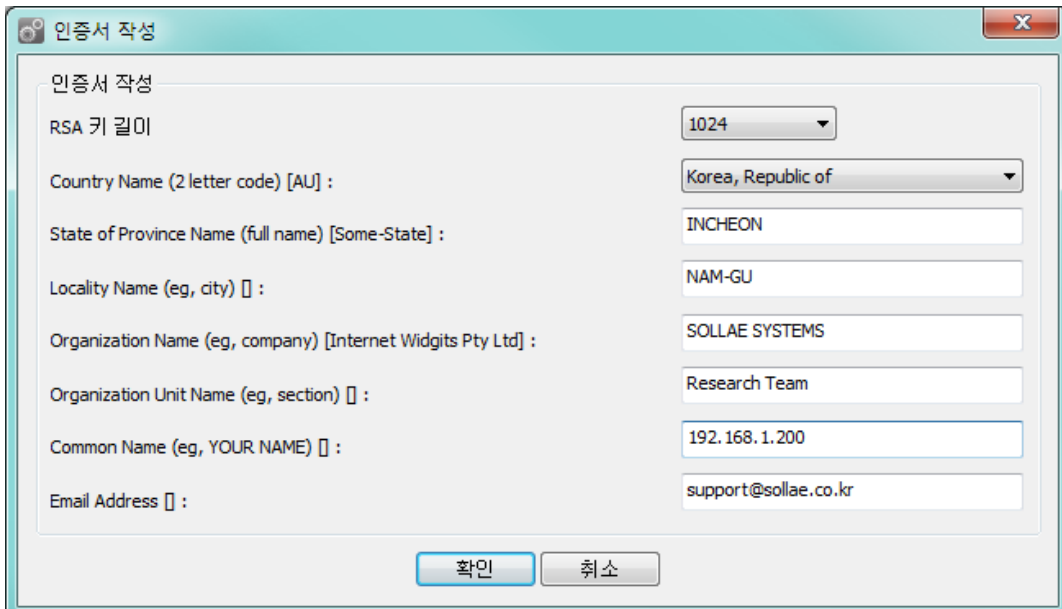 인증서 작성
인증서 작성
RSA 키 길이 1024
Country Name (2 letter code) [AU] : Korea, Republic of
State of Province Name (full name) [Some-State] : INCHEON
Locality Name (eg, city) [] : NAM-GU
Organization Name (eg, company) [Internet Widgits Pty Ltd] : SOLLAE SYSTEMS
Organization Unit Name (eg, section) [] : Research Team
Common Name (eg, YOUR NAME) [] : 192.168.1.200
Email Address [] : support@sollae.co.kr
확인 취소